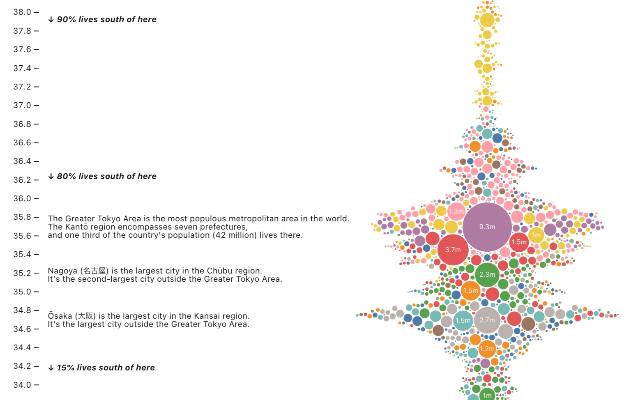 38.0
↓ 90% lives south of here
37.8
37.6
37.4
37.2
37.0
36.8
36.6
36.4
↓ 80% lives south of here
36.2
36.0
35.8
The Greater Tokyo Area is the most populous metropolitan area in the world.
The Kantō region encompasses seven prefectures,
35.6
and one third of the country's population (42 million) lives there.
9.3m
1.5m
3.7m
35.4
35.2
Nagoya (名古屋) is the largest city in the Chūbu region.
It's the second-largest city outside the Greater Tokyo Area.
2.3m
35.0
1.5m
34.8
Ōsaka (大阪) is the largest city in the Kansai region.
It's the largest city outside the Greater Tokyo Area.
1.5m
2.7m
34.6
34.4
1.2m
34.2
↓ 15% lives south of here
34.0
1m